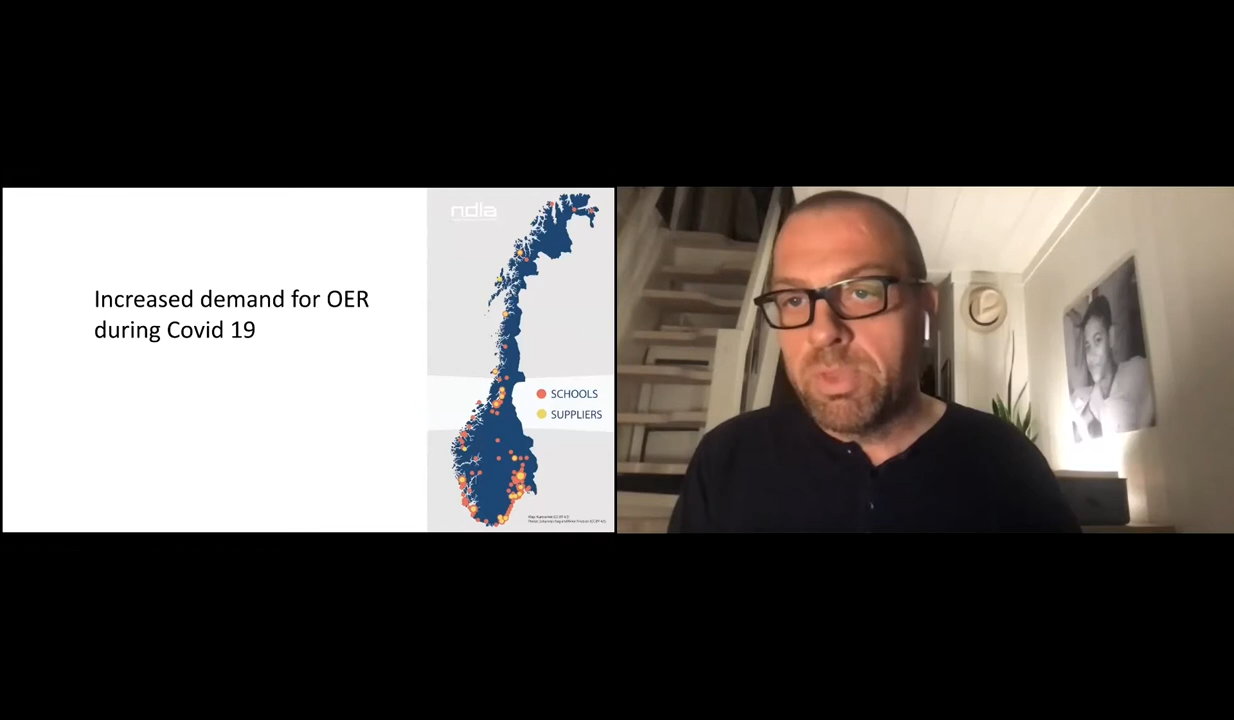 Increased demand for OER
during Covid 19
ndla
SCHOOLS
SUPPLIERS